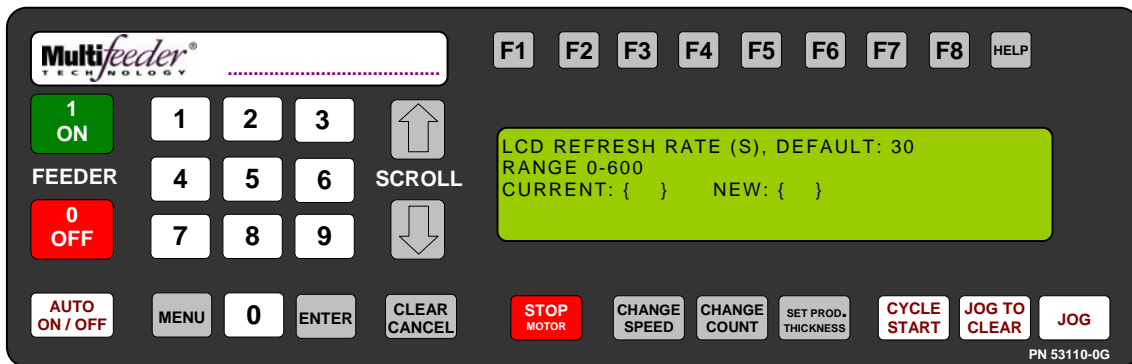 Multifeeder®
TECHNOLOGY
F1 F2 F3 F4 F5 F6 F7 F8 HELP
1
ON
FEEDER
0
OFF
1 2 3
4 5 6
7 8 9
SCROLL
LCD REFRESH RATE (S), DEFAULT: 30
RANGE 0-600
CURRENT: { } NEW: { }
AUTO
ON / OFF
MENU
0
ENTER
CLEAR
CANCEL
STOP
MOTOR
CHANGE
SPEED
CHANGE
COUNT
SET PROD.
THICKNESS
CYCLE
START
JOG TO
CLEAR
JOG
PN 53110-0G